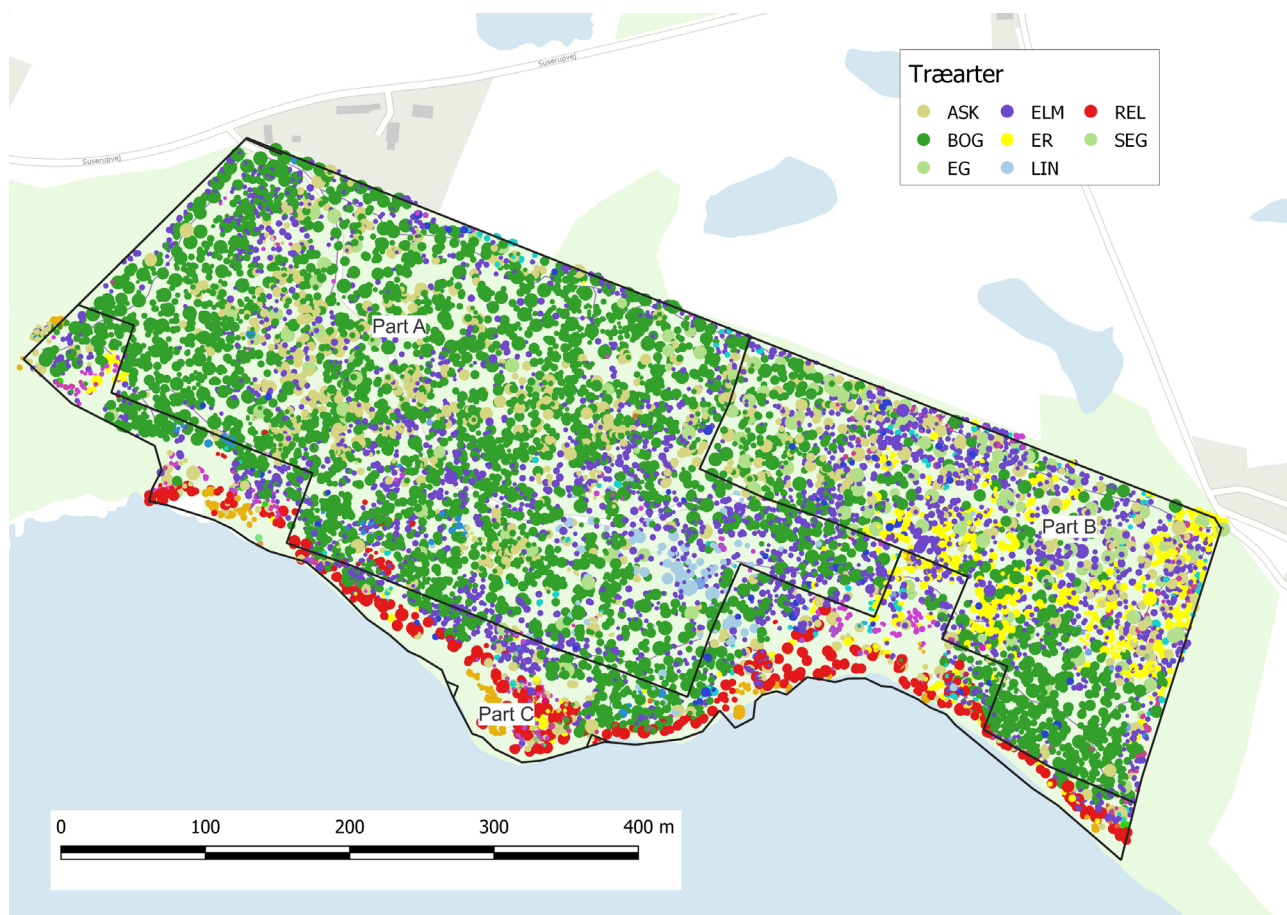 Suserupvej
Suserupvej
Træarter
ASK
ELM
REL
BOG
ER
SEG
EG
LIN
Part A
Part B
Part C
0 100 200 300 400 m